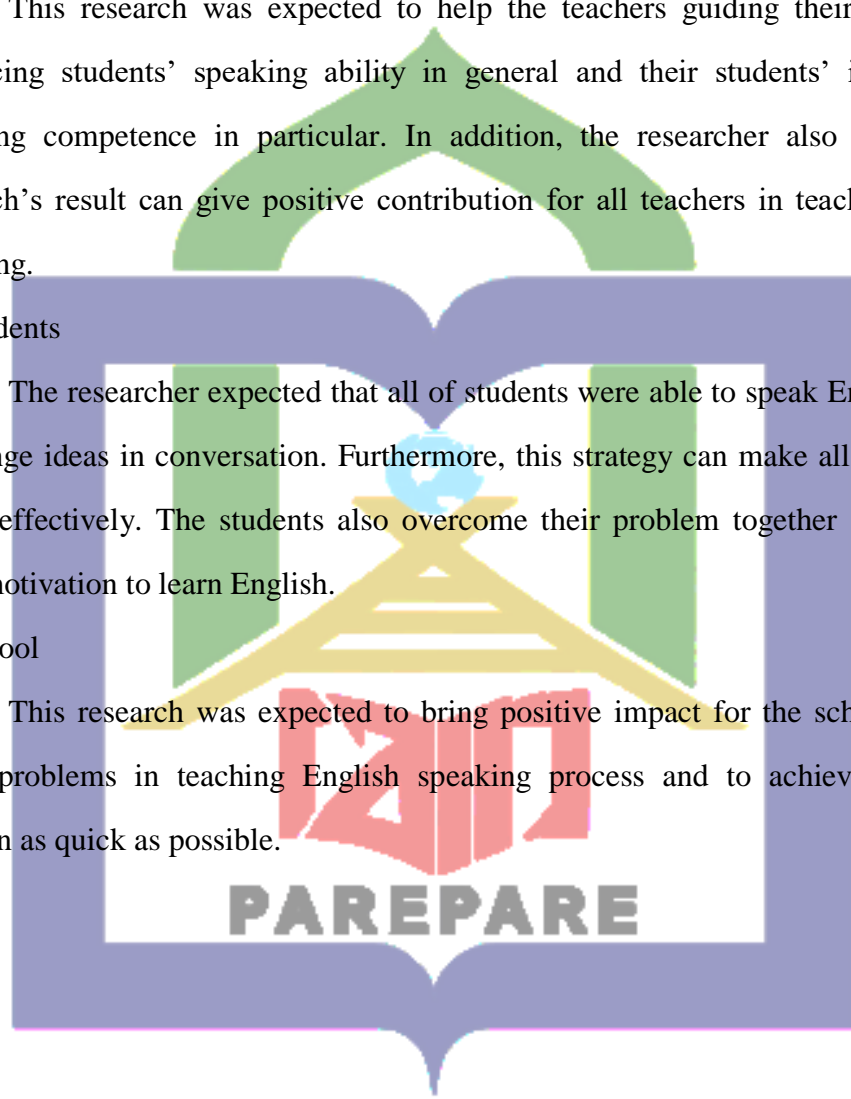 This research was expected to help the teachers guiding their
cing students’ speaking ability in general and their students’ i
ng competence in particular. In addition, the researcher also
ch’s result can give positive contribution for all teachers in teach
ng.
dents
The researcher expected that all of students were able to speak En
nge ideas in conversation. Furthermore, this strategy can make all
effectively. The students also overcome their problem together
motivation to learn English.
ool
This research was expected to bring positive impact for the sch
problems in teaching English speaking process and to achiev
n as quick as possible.
PAREPARE